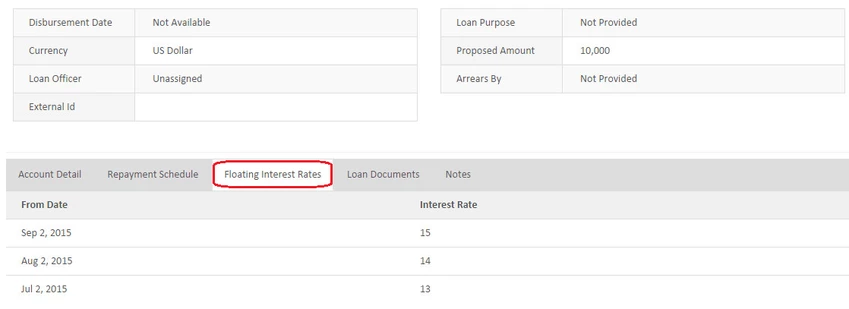 Disbursement Date Not Available
Currency US Dollar
Loan Officer Unassigned
External Id
Loan Purpose Not Provided
Proposed Amount 10,000
Arrears By Not Provided
Account Detail Repayment Schedule Floating Interest Rates Loan Documents Notes
From Date Interest Rate
Sep 2, 2015 15
Aug 2, 2015 14
Jul 2, 2015 13